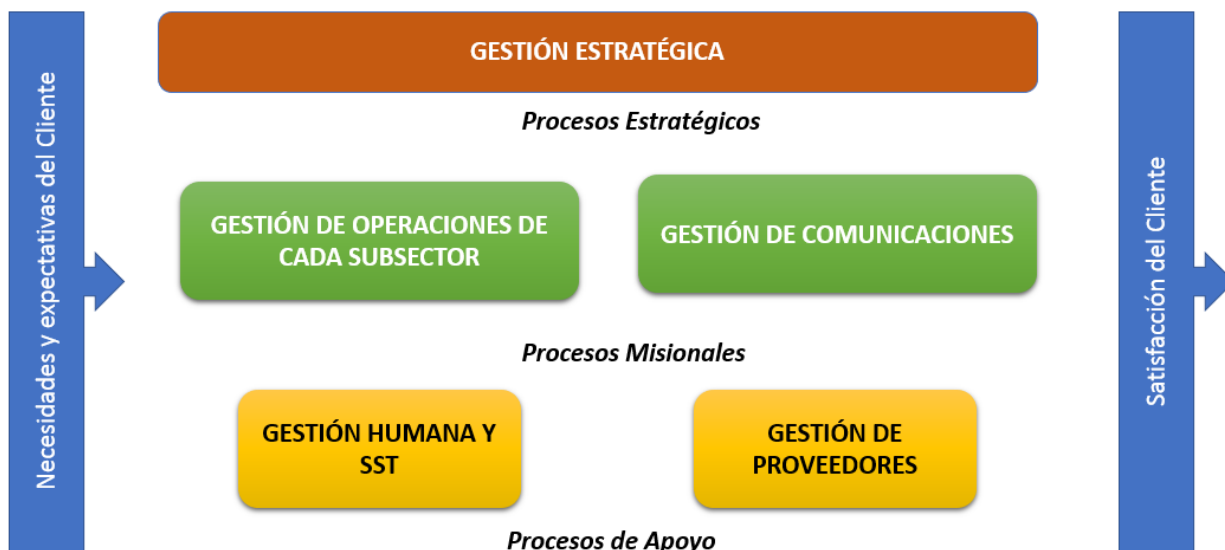 Necesidades y expectativas del Cliente
GESTIÓN ESTRATÉGICA
Procesos Estratégicos
GESTIÓN DE OPERACIONES DE
CADA SUBSECTOR
GESTIÓN DE COMUNICACIONES
Procesos Misionales
GESTIÓN HUMANA Y
SST
GESTIÓN DE
PROVEEDORES
Procesos de Apoyo
Satisfacción del Cliente